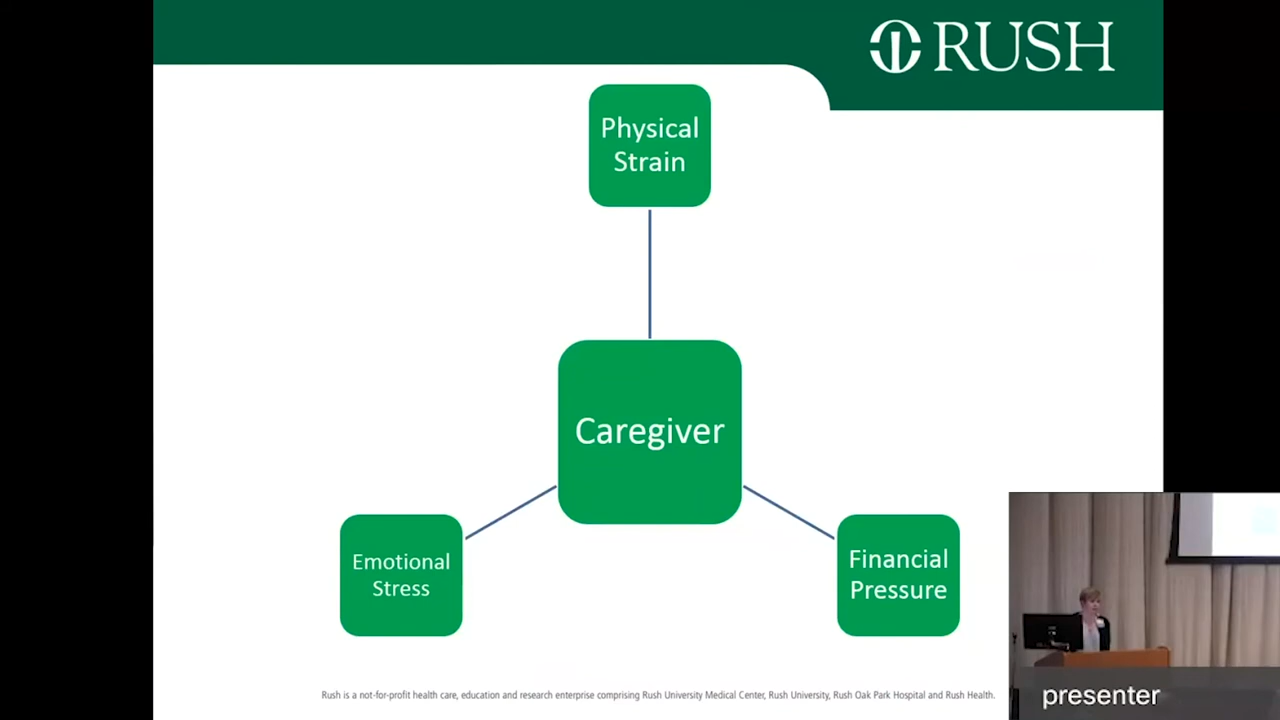 RUSH
Physical
Strain
Caregiver
Emotional
Stress
Financial
Pressure
Rush is a not-for-profit health care, education and research enterprise comprising Rush University Medical Center, Rush University, Rush Oak Park Hospital and Rush Health.
presenter